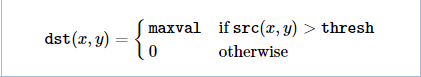 dst(x, y) = { maxval if src(x, y) > thresh
0 otherwise